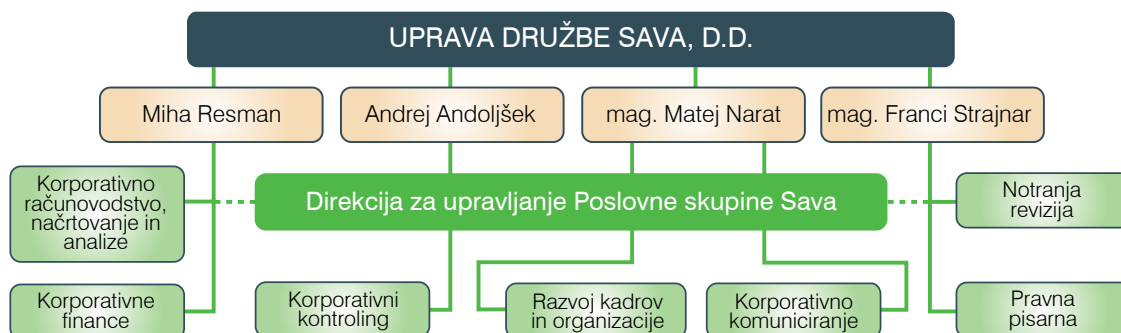 UPRAVA DRUŽBE SAVA, D.D.
Miha Resman
Andrej Andoljšek
mag. Matej Narat
mag. Franci Strajnar
Korporativno
računovodstvo,
načrtovanje in
analize
Direkcija za upravljanje Poslovne skupine Sava
Notranja
revizija
Korporativne
finance
Korporativni
kontroling
Razvoj kadrov
in organizacije
Korporativno
komuniciranje
Pravna
pisarna